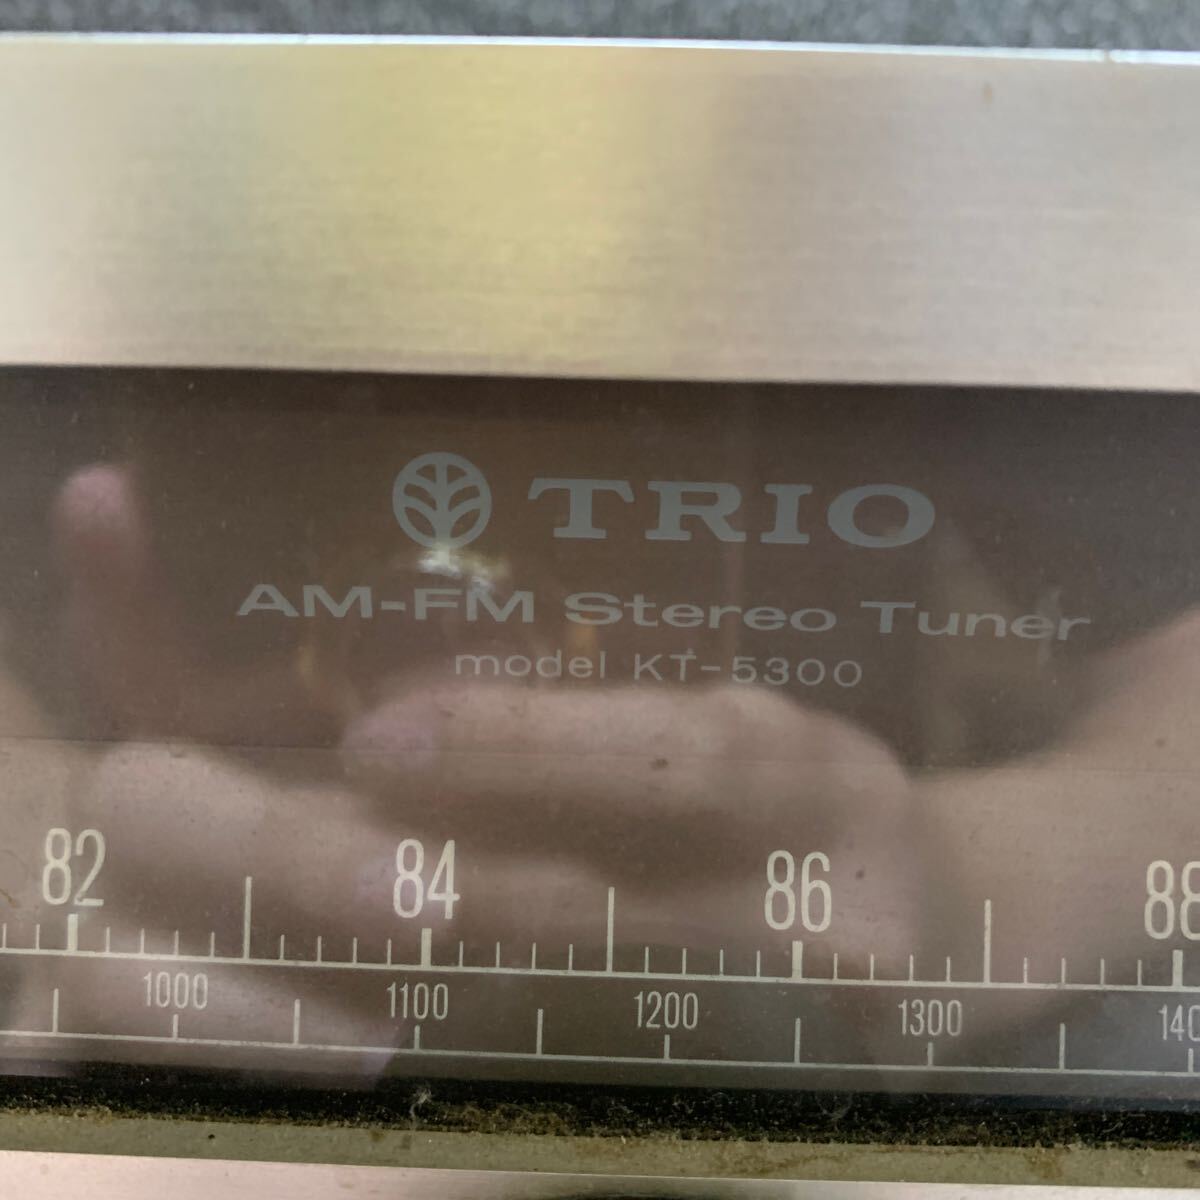 TRIO
AM-FM Stereo Tuner
model KT-5300
82 84 86 88
1000 1100 1200 1300